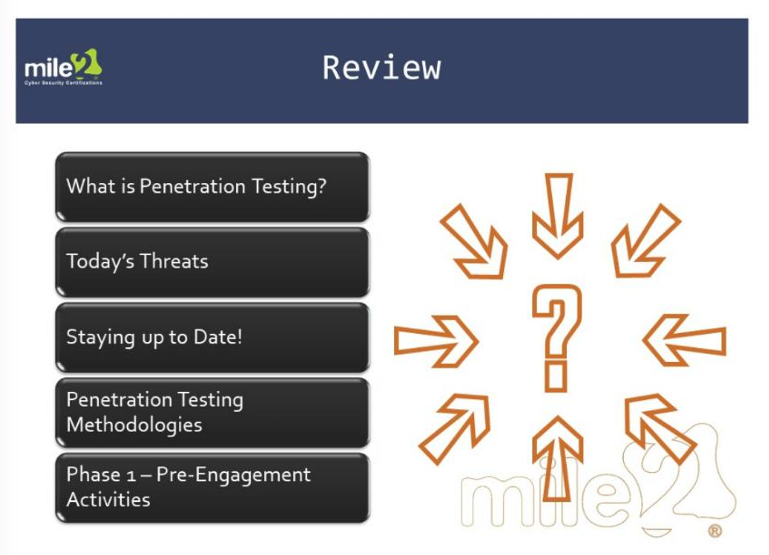 mile2
Cyber Security Certifications
Review
What is Penetration Testing?
Today's Threats
Staying up to Date!
Penetration Testing
Methodologies
Phase 1 – Pre-Engagement
Activities
?
mile2
®